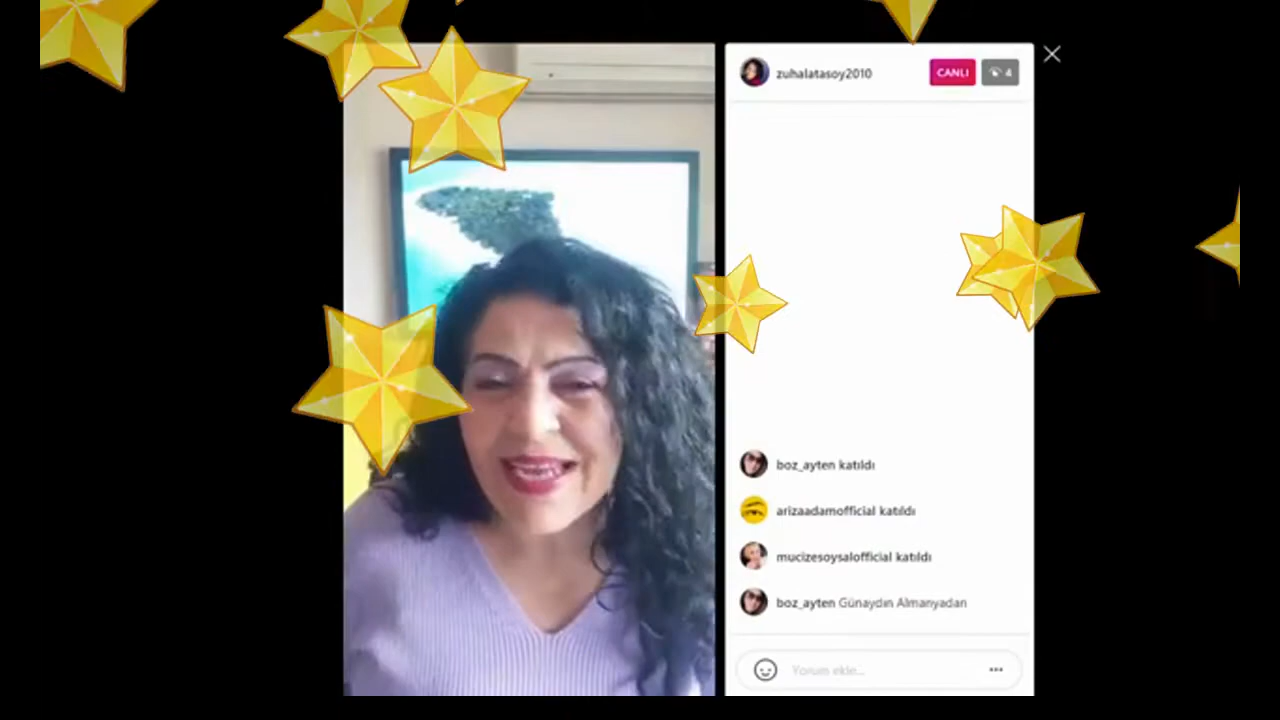 zuhalatasoy2010
CANLI
4
boz_ayten katıldı
arizaadamofficial katıldı
mucizesoysalofficial katıldı
boz_ayten Günaydın Almanyadan
Yorum ekle...